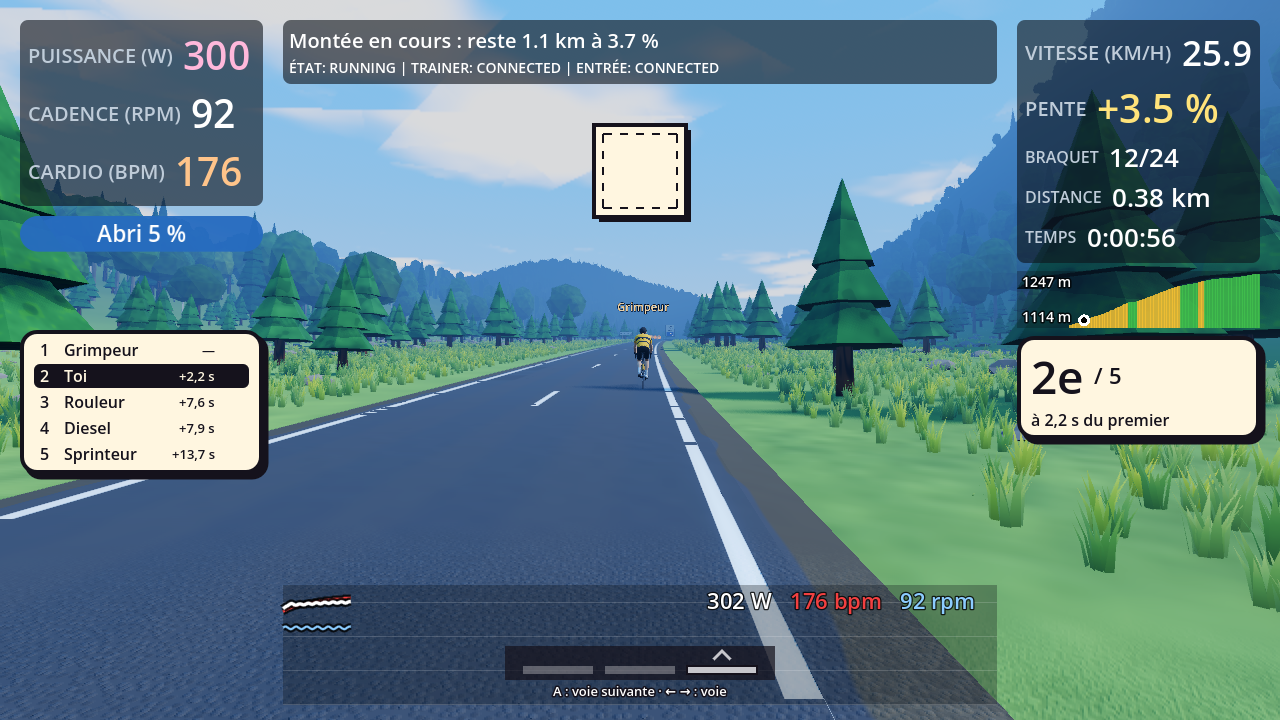 PUISSANCE (W) 300
CADENCE (RPM) 92
CARDIO (BPM) 176
Abri 5 %
Montée en cours : reste 1.1 km à 3.7 %
ÉTAT: RUNNING | TRAINER: CONNECTED | ENTRÉE: CONNECTED
VITESSE (KM/H) 25.9
PENTE +3.5 %
BRAQUET 12/24
DISTANCE 0.38 km
TEMPS 0:00:56
1247 m
1114 m
Grimpeur
1 Grimpeur —
2 Toi +2,2 s
3 Rouleur +7,6 s
4 Diesel +7,9 s
5 Sprinteur +13,7 s
2e / 5
à 2,2 s du premier
302 W 176 bpm 92 rpm
A : voie suivante · ← → : voie